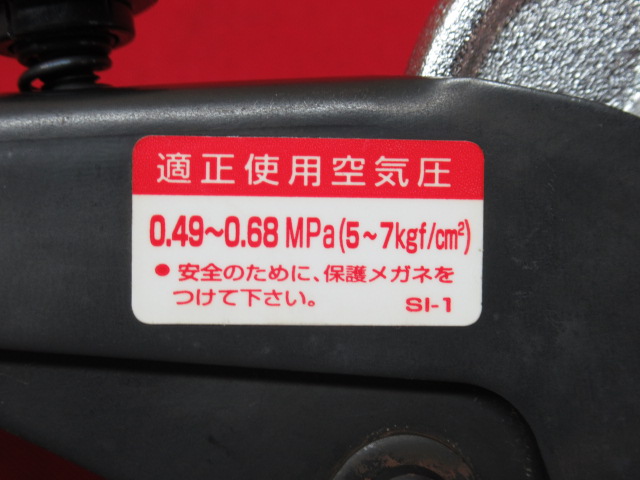 適正使用空気圧
0.49～0.68 MPa(5～7kgf/cm²)
● 安全のために、保護メガネを
つけて下さい。 SI-1